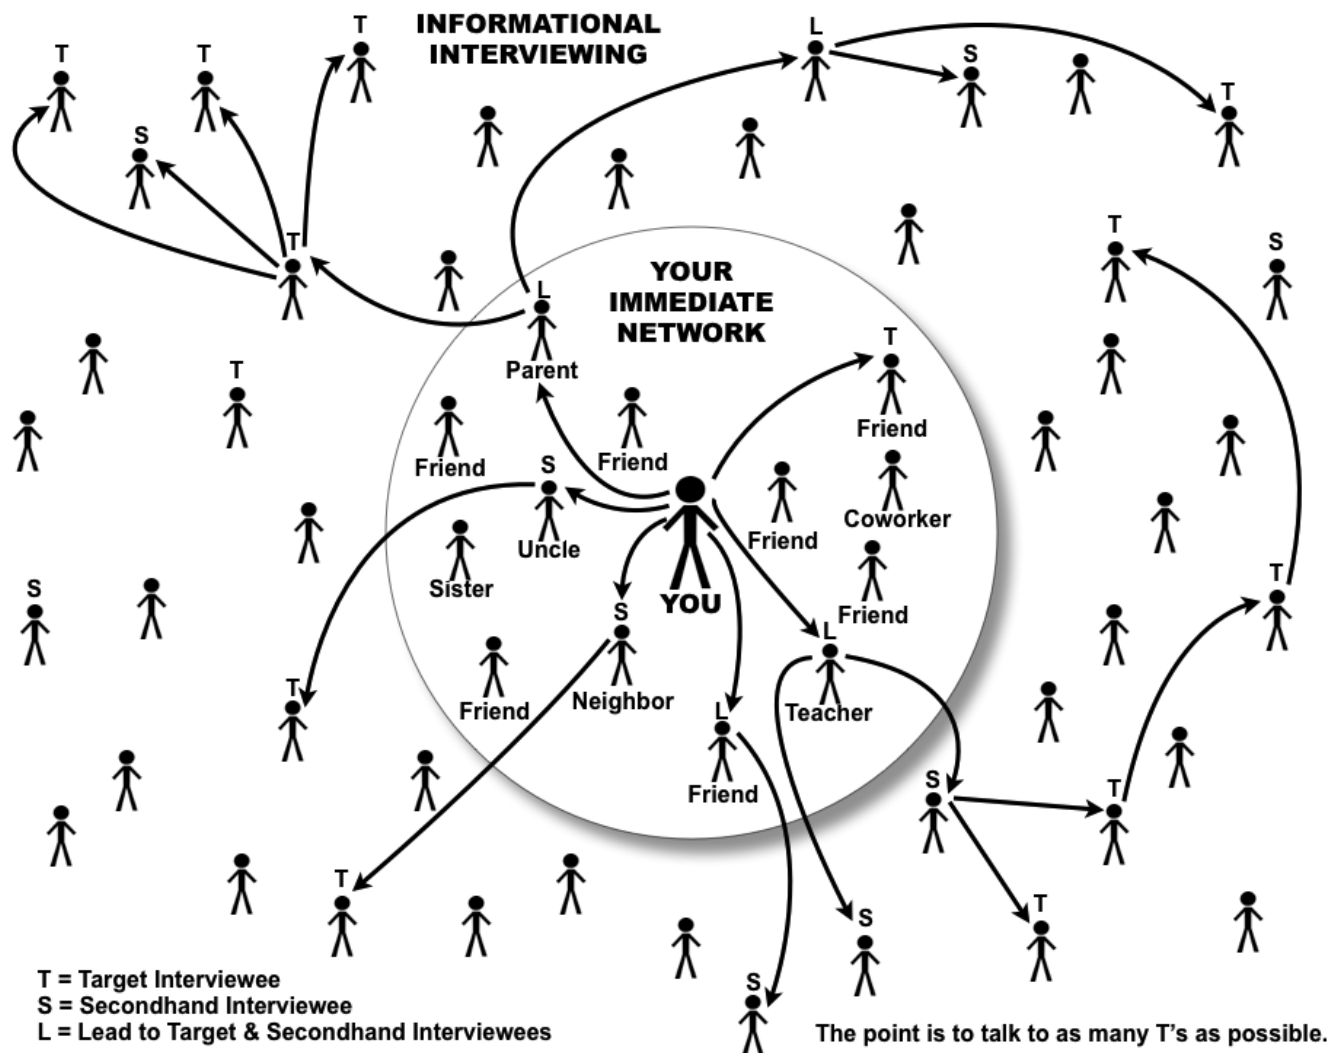 INFORMATIONAL
INTERVIEWING
T
T
T
S
L
S
T
T
T
S
YOUR
IMMEDIATE
NETWORK
L
Parent
T
Friend
T
Friend
Friend
S
Uncle
Coworker
Friend
Sister
YOU
Friend
S
S
Neighbor
L
Teacher
T
T
Friend
L
Friend
S
T
T
T
S
S
T = Target Interviewee
S = Secondhand Interviewee
L = Lead to Target & Secondhand Interviewees
The point is to talk to as many T's as possible.